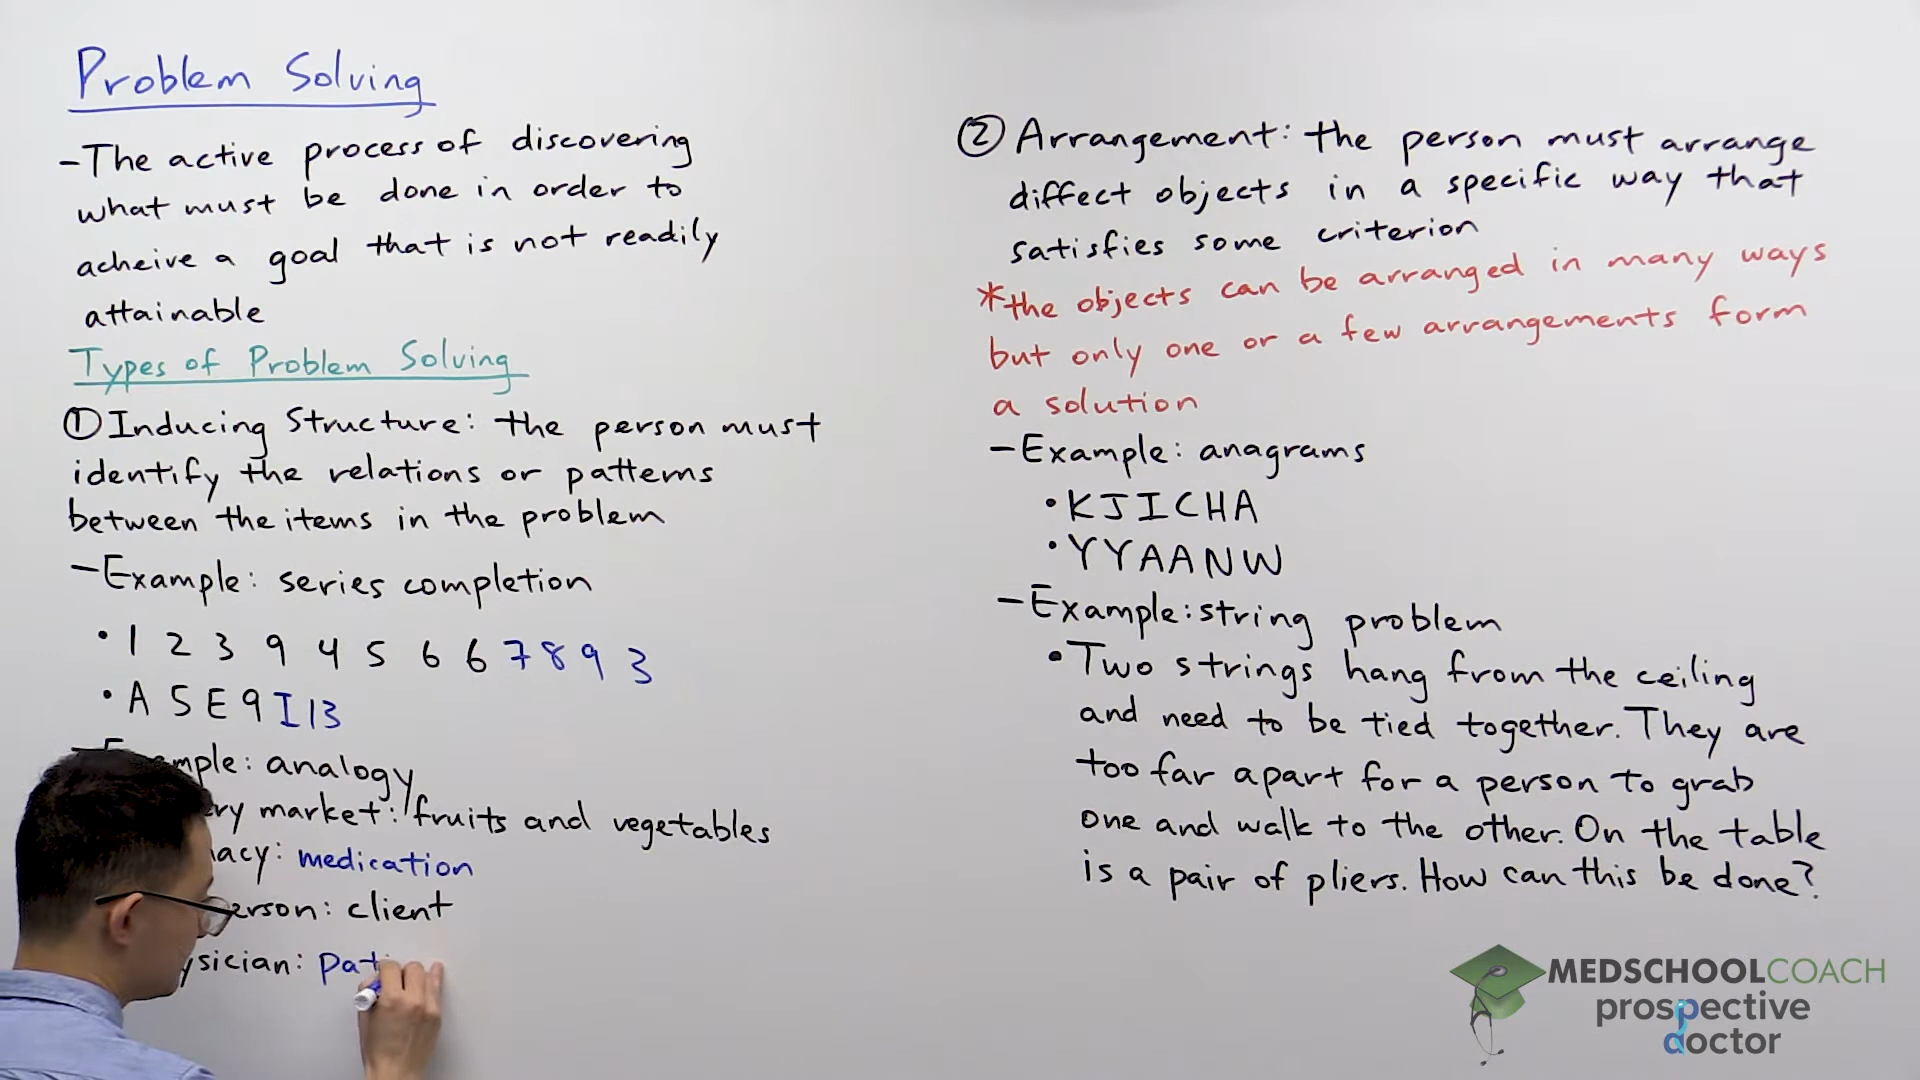 Problem Solving
-The active process of discovering
what must be done in order to
acheive a goal that is not readily
attainable
Types of Problem Solving
① Inducing Structure: the person must
identify the relations or patterns
between the items in the problem
-Example: series completion
• 1 2 3 9 4 5 6 6 7 8 9 3
• A 5 E 9 I 13
mple: analogy
ry market: fruits and vegetables
acy: medication
erson: client
ysician: pat
② Arrangement: the person must arrange
diffect objects in a specific way that
satisfies some criterion
*the objects can be arranged in many ways
but only one or a few arrangements form
a solution
-Example: anagrams
• KJICHA
• YYAANW
-Example: string problem
• Two strings hang from the ceiling
and need to be tied together. They are
too far apart for a person to grab
one and walk to the other. On the table
is a pair of pliers. How can this be done?
MEDSCHOOLCOACH
prospective
doctor